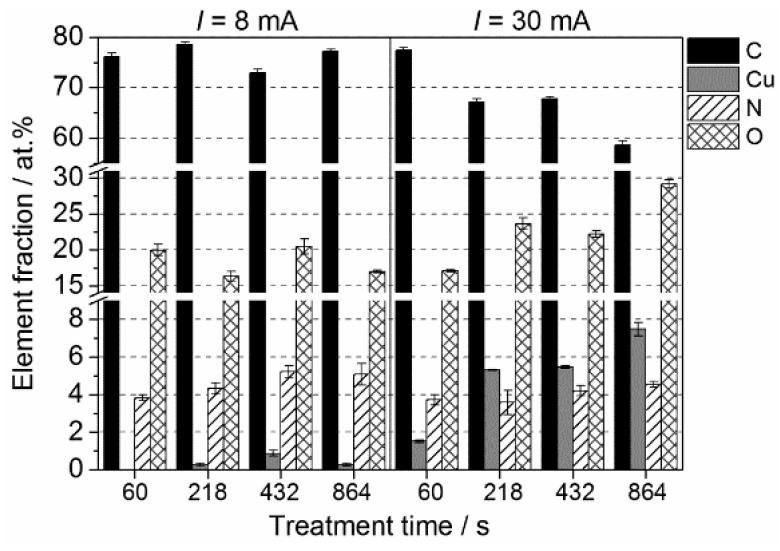 I = 8 mA
I = 30 mA
80
70
60
30
25
20
15
8
6
4
2
0
Element fraction / at.%
60
218
432
864
60
218
432
864
Treatment time / s
C
Cu
N
O